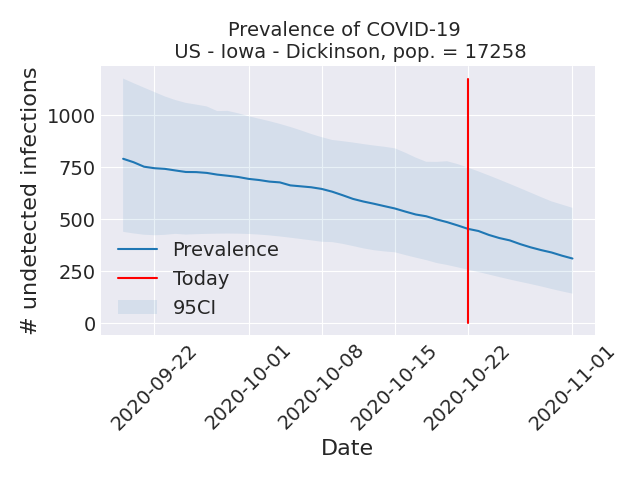 Prevalence of COVID-19
US - Iowa - Dickinson, pop. = 17258
# undetected infections
1000
750
500
250
0
Prevalence
Today
95CI
2020-09-22
2020-10-01
2020-10-08
2020-10-15
2020-10-22
2020-11-01
Date